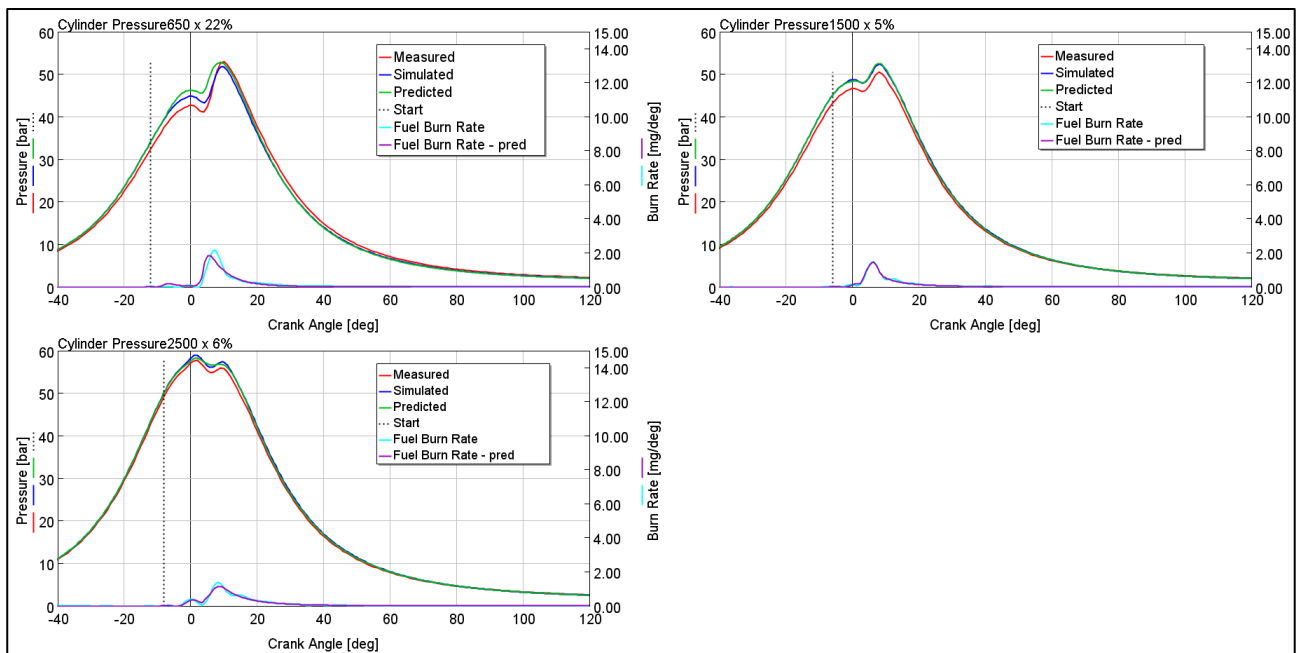 Cylinder Pressure650 x 22%
60
50
40
30
20
10
0
Pressure [bar]
15.00
14.00
12.00
10.00
8.00
6.00
4.00
2.00
0.00
Burn Rate [mg/deg]
Measured
Simulated
Predicted
Start
Fuel Burn Rate
Fuel Burn Rate - pred
-40 -20 0 20 40 60 80 100 120
Crank Angle [deg]
Cylinder Pressure1500 x 5%
60
50
40
30
20
10
0
Pressure [bar]
15.00
14.00
12.00
10.00
8.00
6.00
4.00
2.00
0.00
Measured
Simulated
Predicted
Start
Fuel Burn Rate
Fuel Burn Rate - pred
-40 -20 0 20 40 60 80 100 120
Crank Angle [deg]
Cylinder Pressure2500 x 6%
60
50
40
30
20
10
0
Pressure [bar]
15.00
14.00
12.00
10.00
8.00
6.00
4.00
2.00
0.00
Burn Rate [mg/deg]
Measured
Simulated
Predicted
Start
Fuel Burn Rate
Fuel Burn Rate - pred
-40 -20 0 20 40 60 80 100 120
Crank Angle [deg]